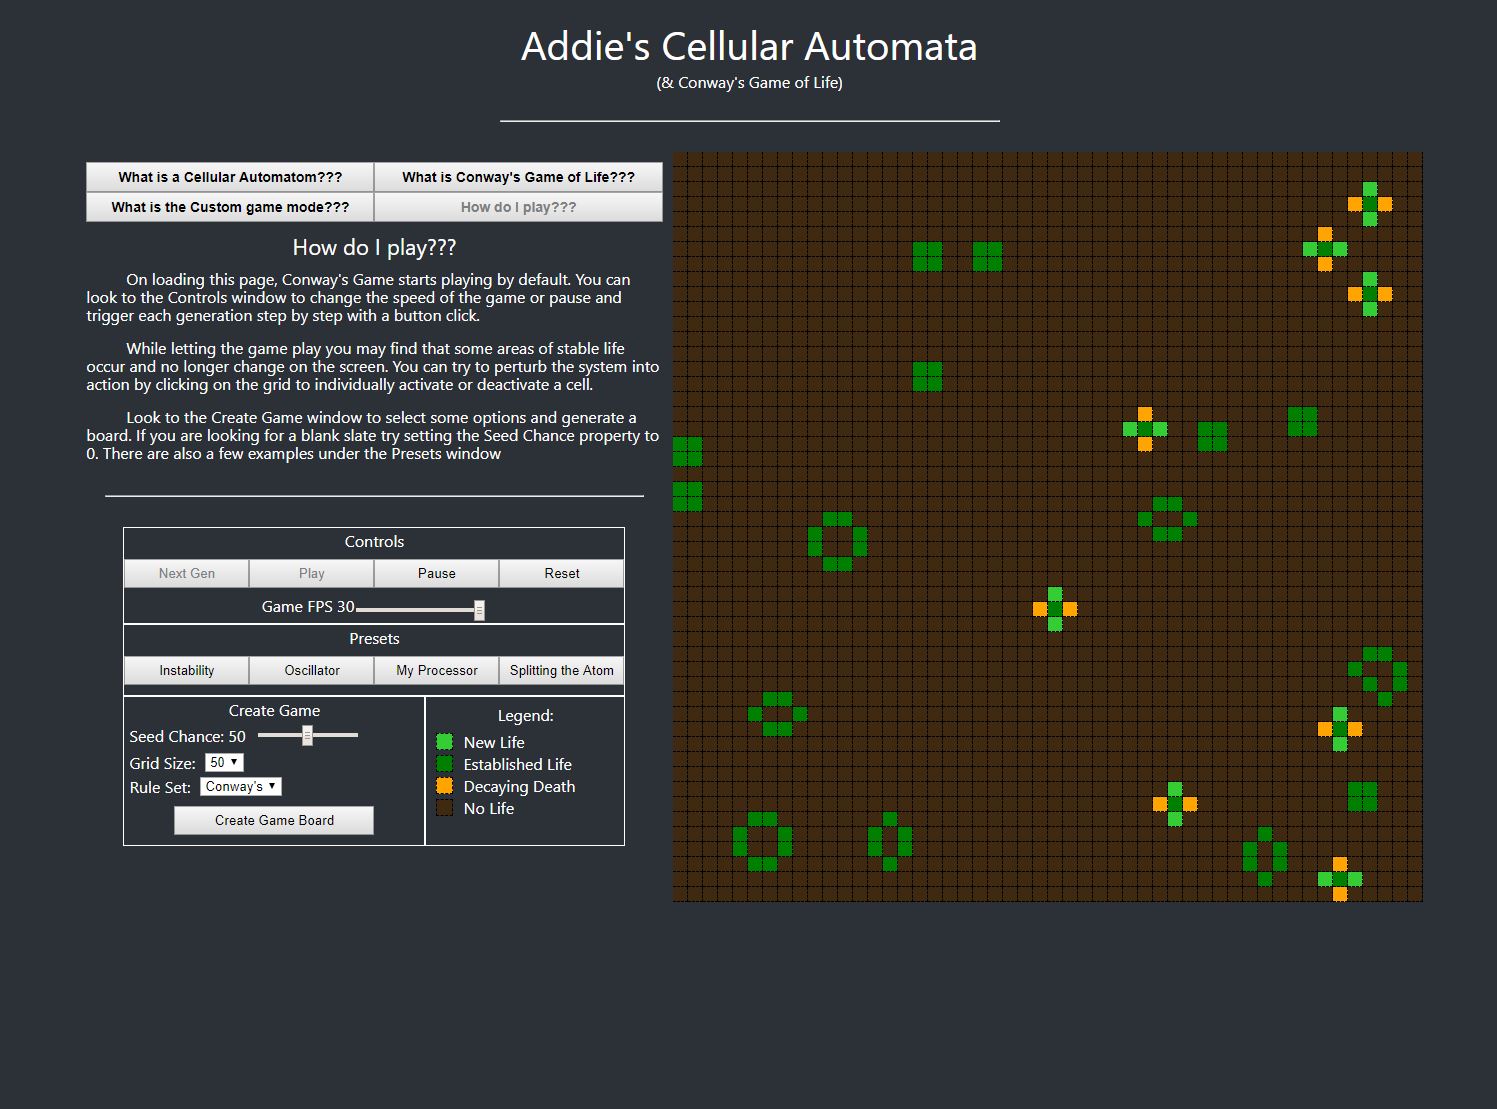 Addie's Cellular Automata
(& Conway's Game of Life)
What is a Cellular Automatom???
What is Conway's Game of Life???
What is the Custom game mode???
How do I play???
How do I play???
On loading this page, Conway's Game starts playing by default. You can
look to the Controls window to change the speed of the game or pause and
trigger each generation step by step with a button click.
While letting the game play you may find that some areas of stable life
occur and no longer change on the screen. You can try to perturb the system into
action by clicking on the grid to individually activate or deactivate a cell.
Look to the Create Game window to select some options and generate a
board. If you are looking for a blank slate try setting the Seed Chance property to
0. There are also a few examples under the Presets window
Controls
Next Gen
Play
Pause
Reset
Game FPS 30
Presets
Instability
Oscillator
My Processor
Splitting the Atom
Create Game
Seed Chance: 50
Grid Size: 50
Rule Set: Conway's
Create Game Board
Legend:
New Life
Established Life
Decaying Death
No Life